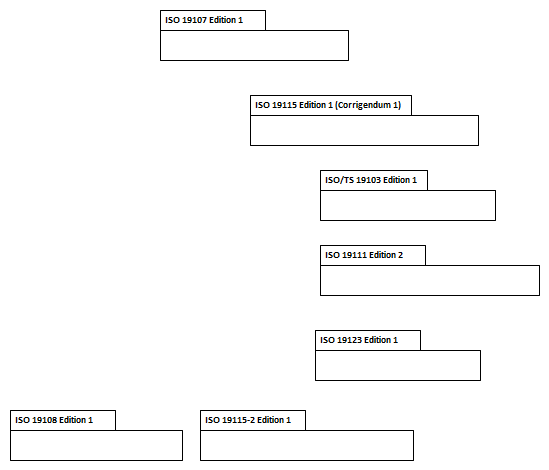 ISO 19107 Edition 1
ISO 19115 Edition 1 (Corrigendum 1)
ISO/TS 19103 Edition 1
ISO 19111 Edition 2
ISO 19123 Edition 1
ISO 19108 Edition 1
ISO 19115-2 Edition 1